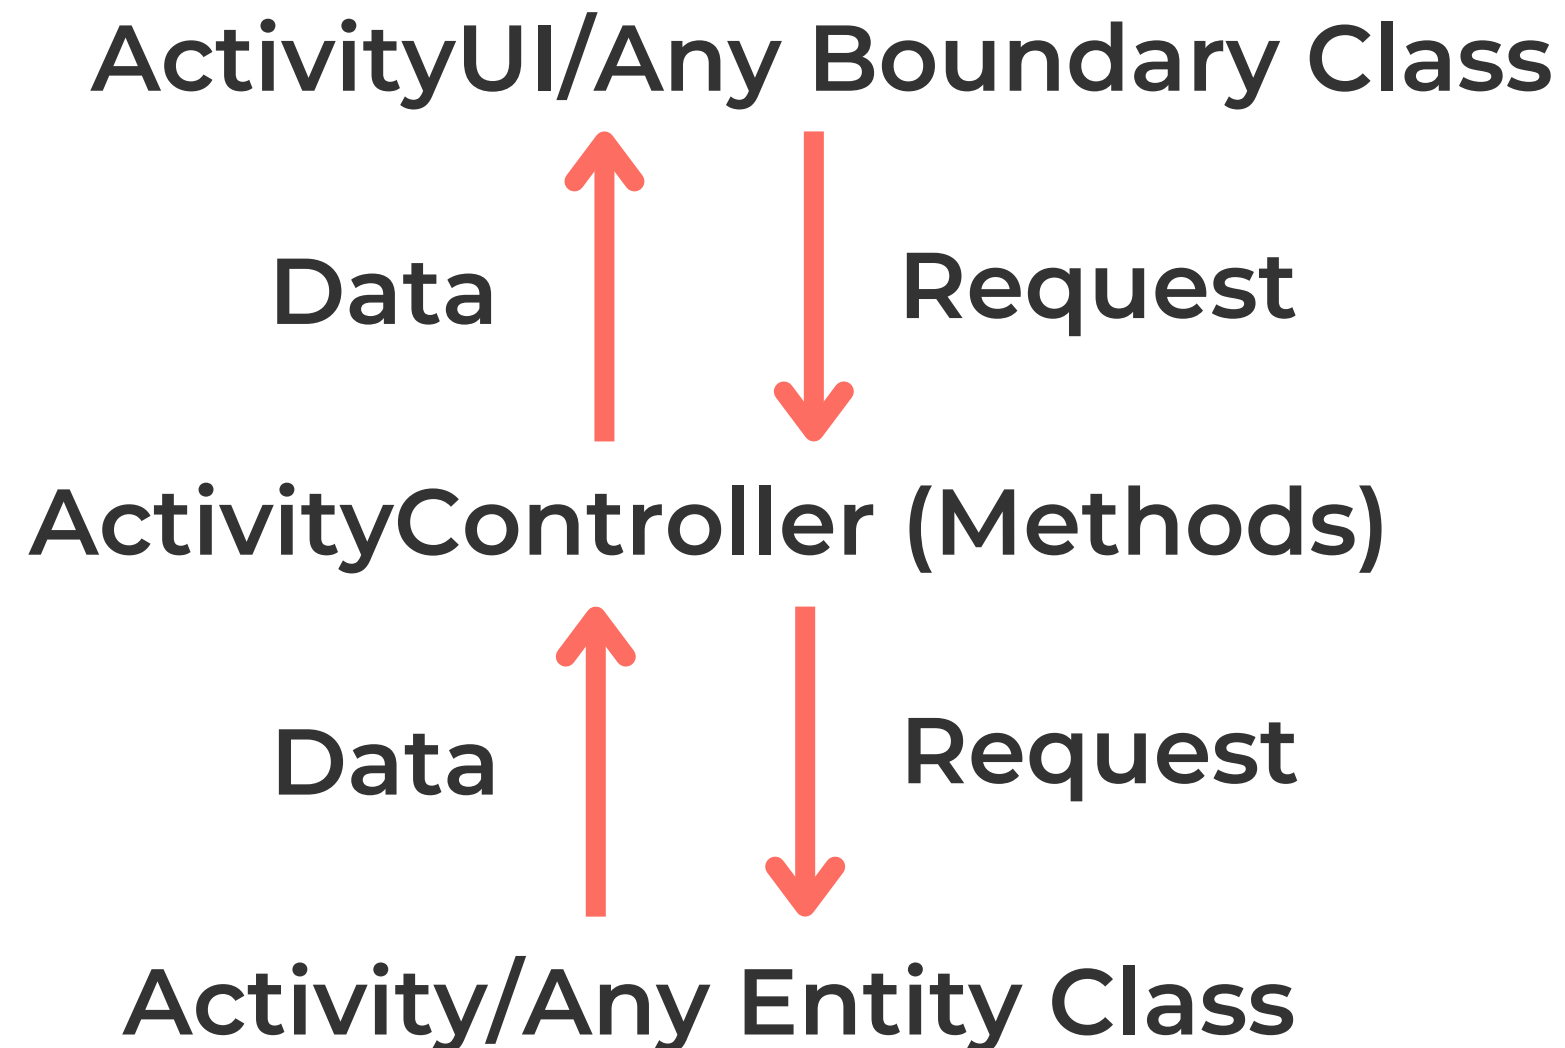 ActivityUI/Any Boundary Class
Data
Request
ActivityController (Methods)
Data
Request
Activity/Any Entity Class